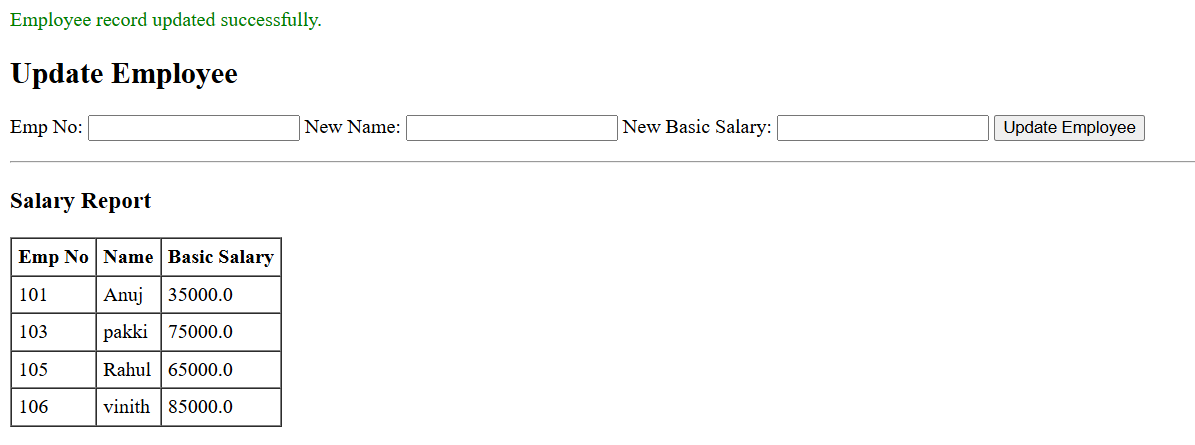 Employee record updated successfully.
Update Employee
Emp No: New Name: New Basic Salary: Update Employee
Salary Report
Emp No Name Basic Salary
101 Anuj 35000.0
103 pakki 75000.0
105 Rahul 65000.0
106 vinith 85000.0